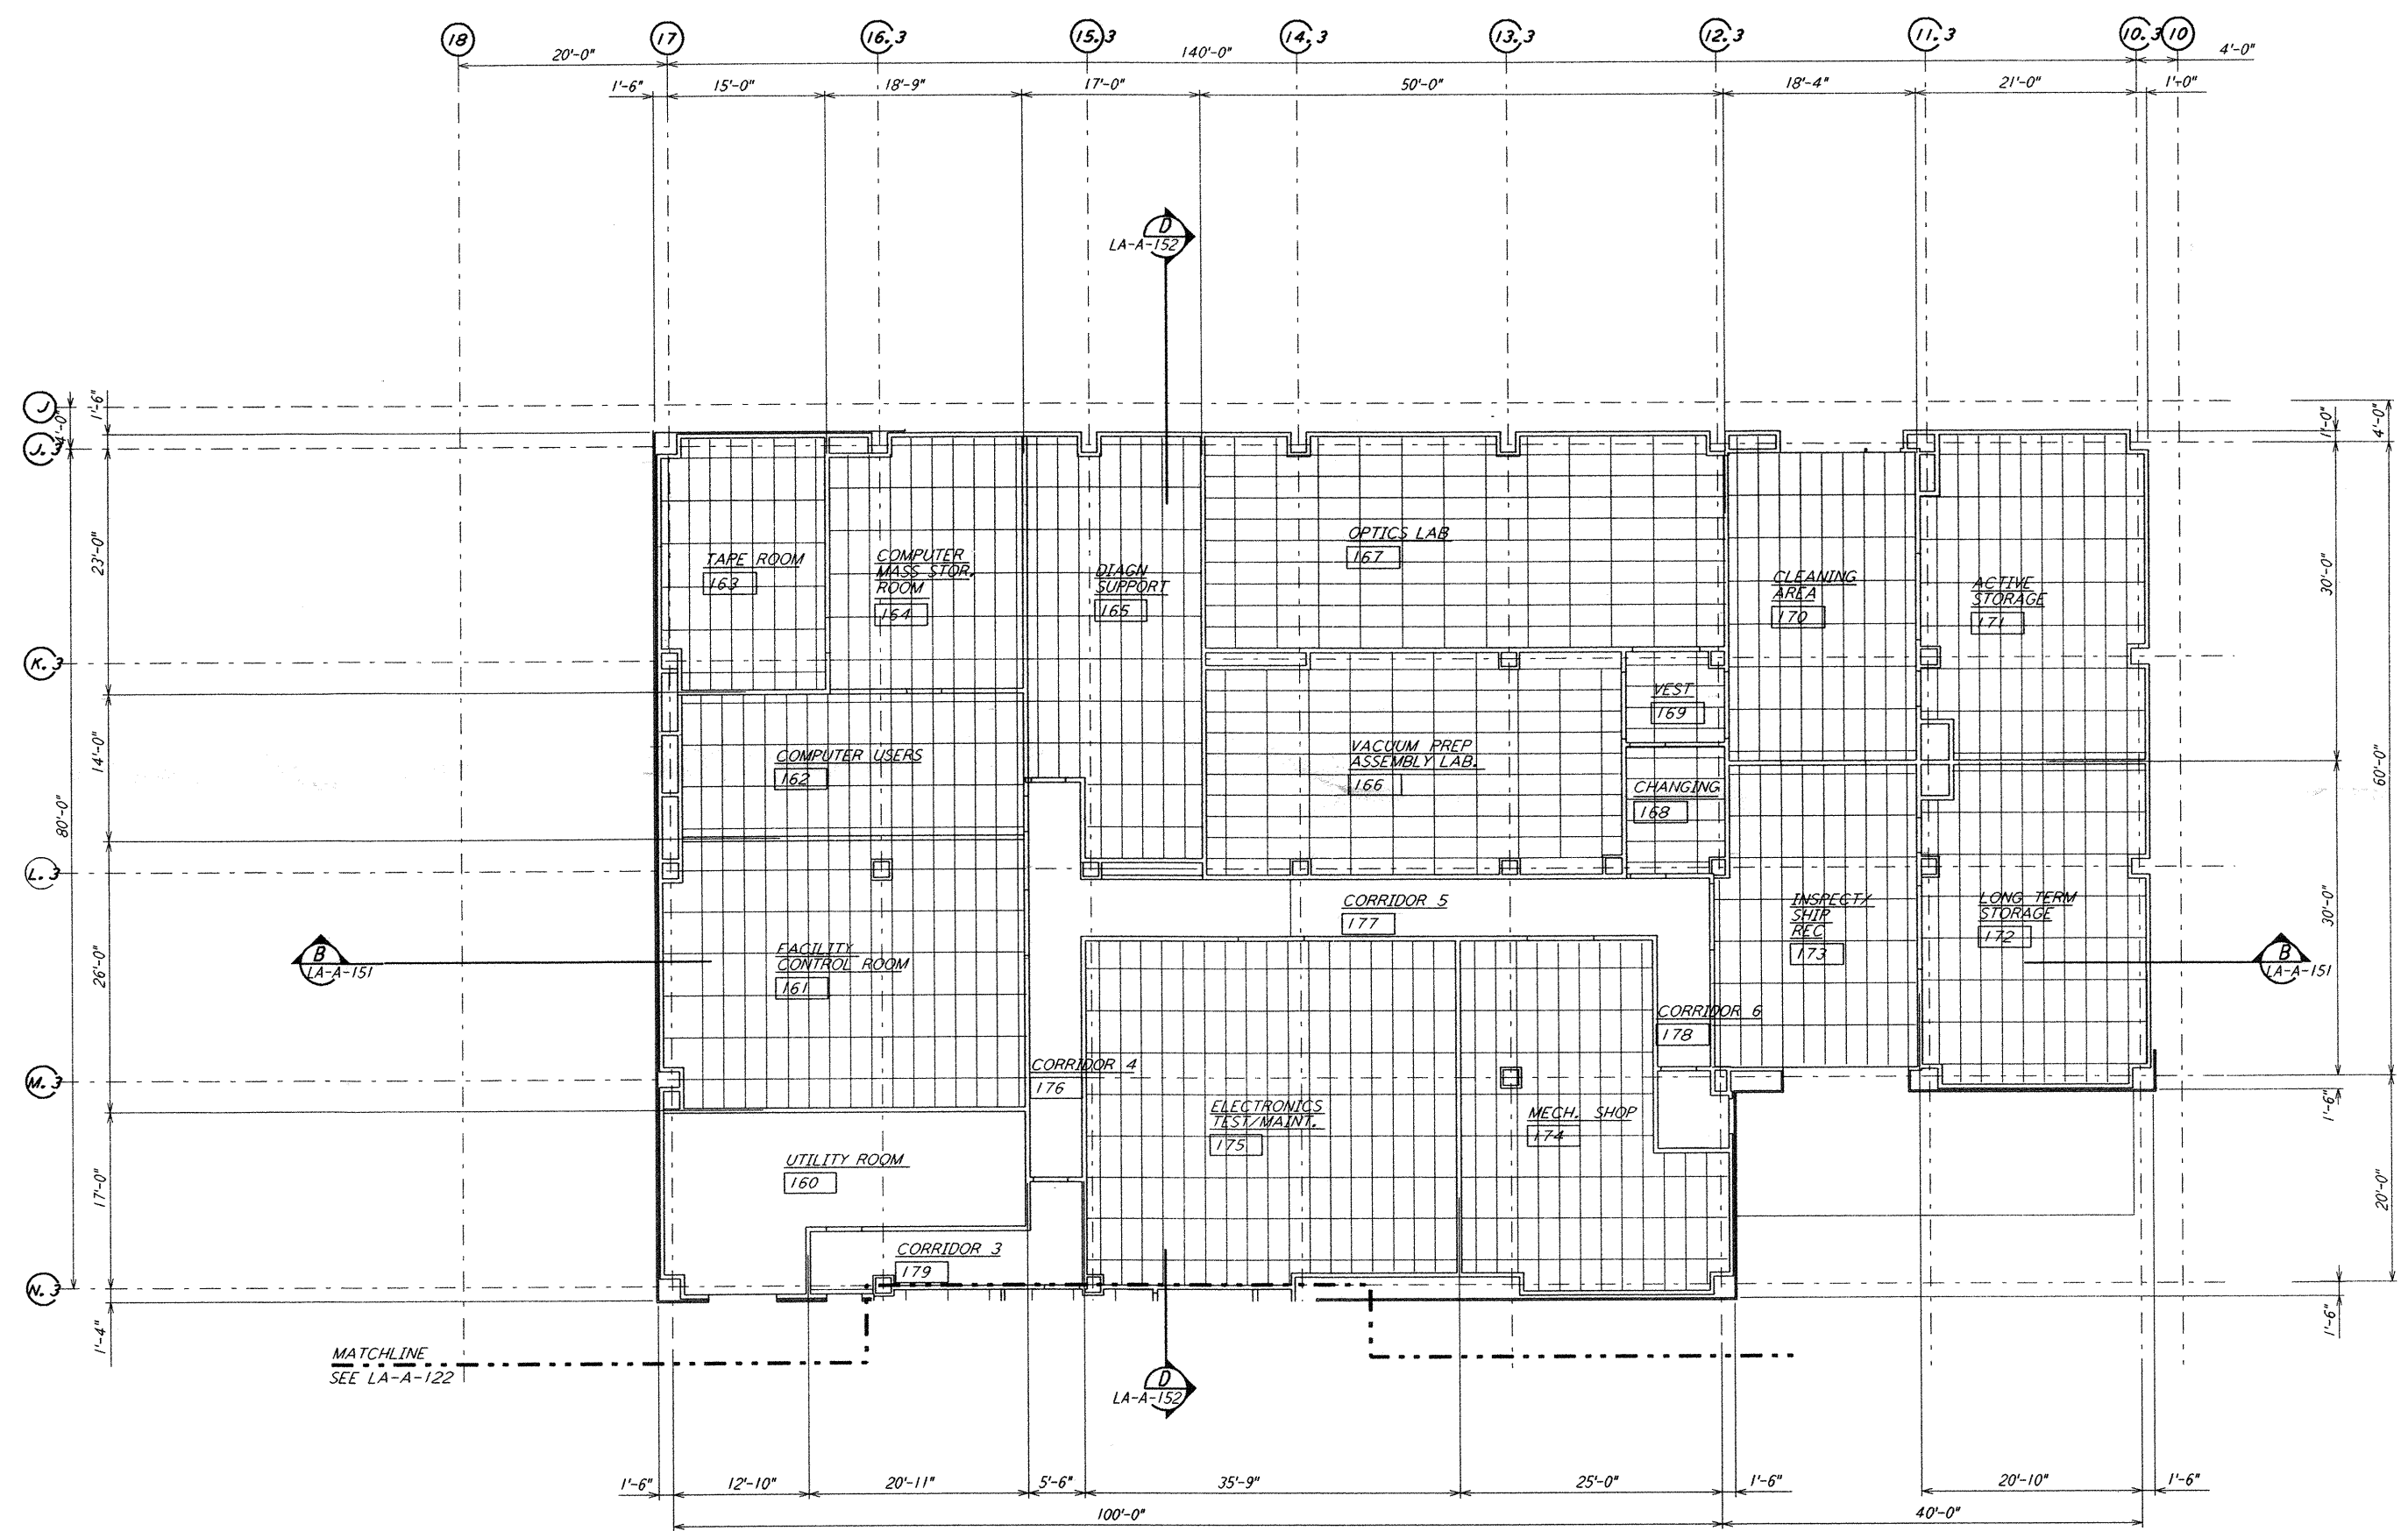 18
17
16.3
15.3
14.3
13.3
12.3
11.3
10.3
10
20'-0"
140'-0"
4'-0"
1'-6"
15'-0"
18'-9"
17'-0"
50'-0"
18'-4"
21'-0"
1'-0"
D
LA-A-152
J
4'-0"
1'-6"
J.3
1'-0"
4'-0"
23'-0"
30'-0"
TAPE ROOM
163
COMPUTER
MASS STOR.
ROOM
164
DIAGN
SUPPORT
165
OPTICS LAB
167
CLEANING
AREA
170
ACTIVE
STORAGE
171
K.3
VEST
169
14'-0"
COMPUTER USERS
162
VACUUM PREP
ASSEMBLY LAB.
166
CHANGING
168
80'-0"
60'-0"
L.3
CORRIDOR 5
177
INSPECT/
SHIP
REC
173
LONG TERM
STORAGE
172
30'-0"
26'-0"
B
LA-A-151
FACILITY
CONTROL ROOM
161
B
LA-A-151
CORRIDOR 6
178
M.3
CORRIDOR 4
176
ELECTRONICS
TEST/MAINT.
175
MECH. SHOP
174
1'-6"
17'-0"
UTILITY ROOM
160
20'-0"
CORRIDOR 3
179
N.3
1'-4"
1'-6"
MATCHLINE
SEE LA-A-122
D
LA-A-152
1'-6"
12'-10"
20'-11"
5'-6"
35'-9"
25'-0"
1'-6"
20'-10"
1'-6"
100'-0"
40'-0"